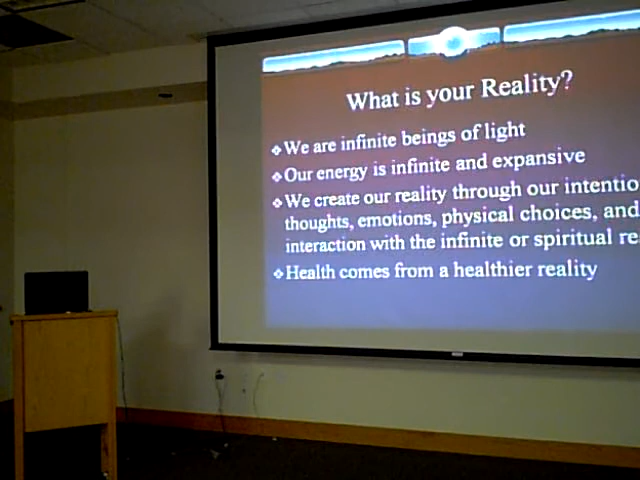 What is your Reality?
❖We are infinite beings of light
❖Our energy is infinite and expansive
❖We create our reality through our intentio
thoughts, emotions, physical choices, and
interaction with the infinite or spiritual re
❖Health comes from a healthier reality